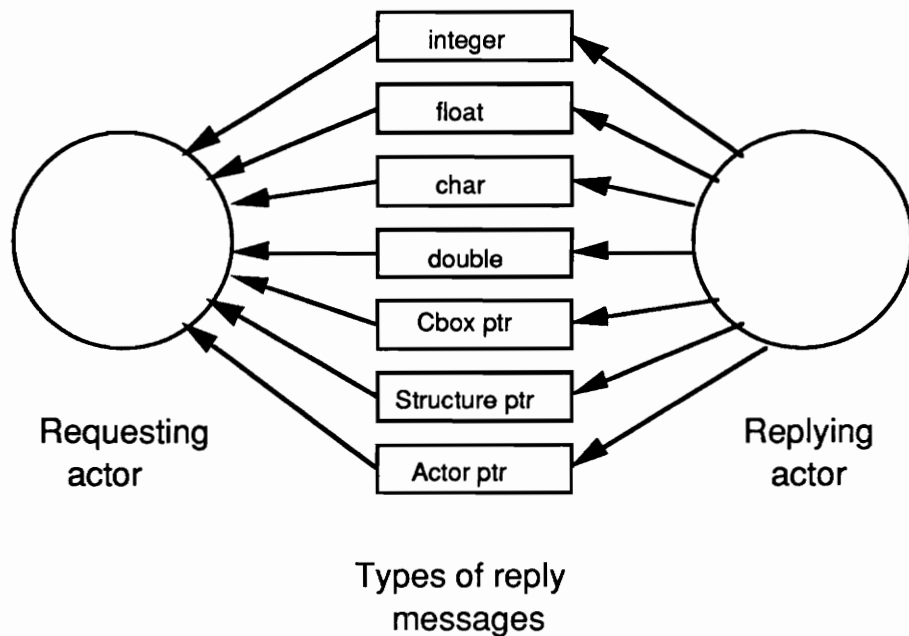 integer
float
char
double
Cbox ptr
Structure ptr
Actor ptr
Requesting
actor
Replying
actor
Types of reply
messages